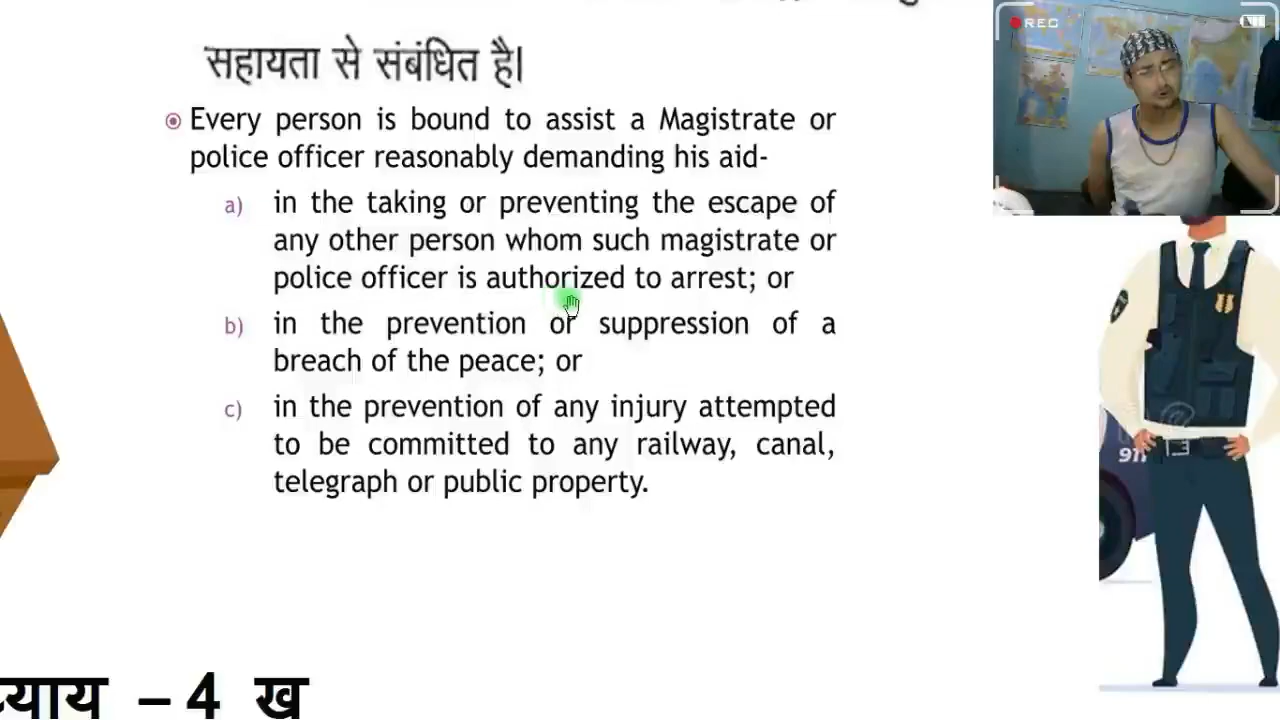 सहायता से संबंधित है।
REC
Every person is bound to assist a Magistrate or
police officer reasonably demanding his aid-
a) in the taking or preventing the escape of
any other person whom such magistrate or
police officer is authorized to arrest; or
b) in the prevention or suppression of a
breach of the peace; or
c) in the prevention of any injury attempted
to be committed to any railway, canal,
telegraph or public property.
911
– 4 ख